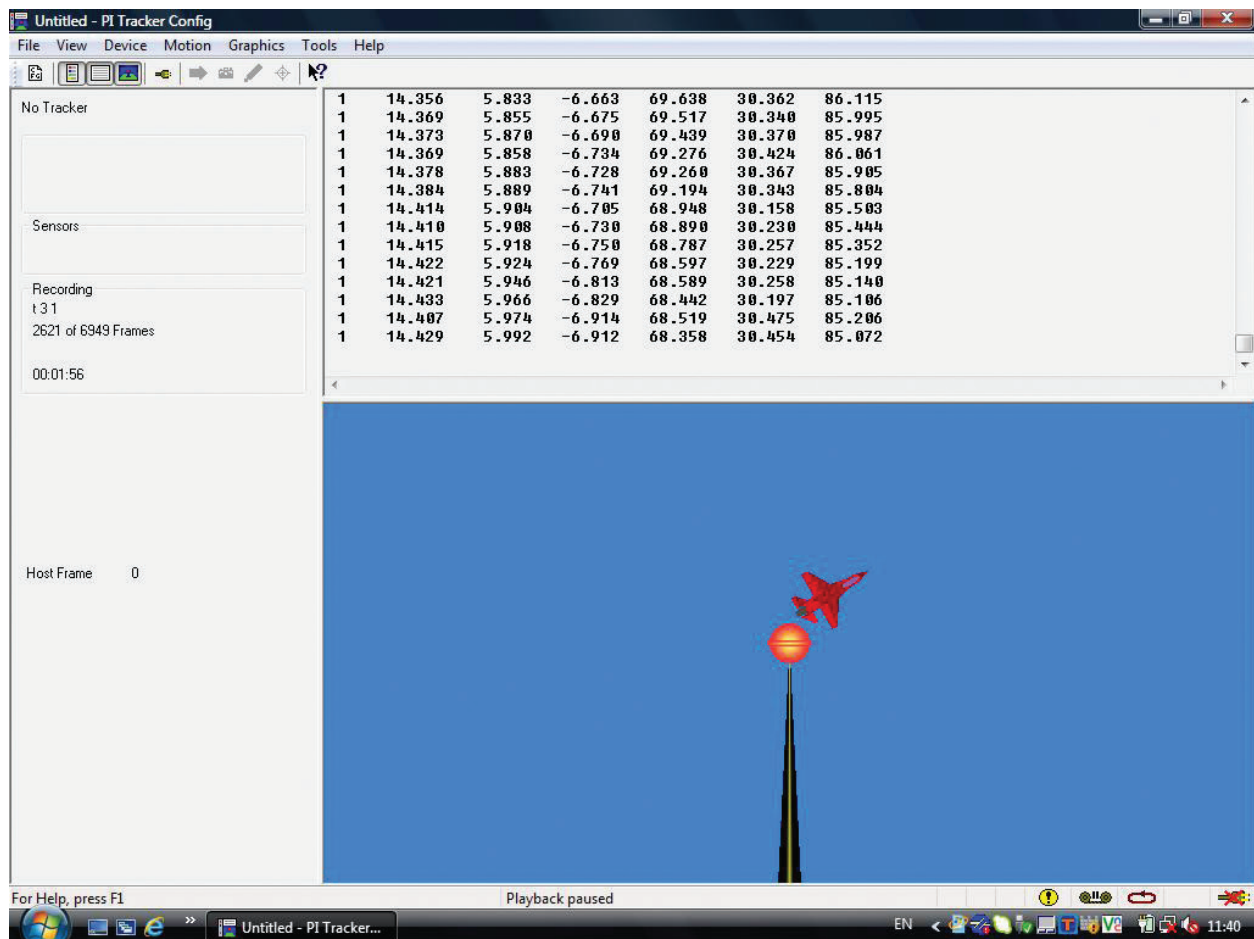 Untitled - PI Tracker Config
File View Device Motion Graphics Tools Help
No Tracker
Sensors
Recording
t 3 1
2621 of 6949 Frames
00:01:56
Host Frame 0
1 14.356 5.833 -6.663 69.638 30.362 86.115
1 14.369 5.855 -6.675 69.517 30.340 85.995
1 14.373 5.870 -6.690 69.439 30.370 85.987
1 14.369 5.858 -6.734 69.276 30.424 86.061
1 14.378 5.883 -6.728 69.260 30.367 85.905
1 14.384 5.889 -6.741 69.194 30.343 85.804
1 14.414 5.904 -6.705 68.948 30.158 85.503
1 14.410 5.908 -6.730 68.890 30.230 85.444
1 14.415 5.918 -6.750 68.787 30.257 85.352
1 14.422 5.924 -6.769 68.597 30.229 85.199
1 14.421 5.946 -6.813 68.589 30.258 85.140
1 14.433 5.966 -6.829 68.442 30.197 85.106
1 14.407 5.974 -6.914 68.519 30.475 85.206
1 14.429 5.992 -6.912 68.358 30.454 85.072
For Help, press F1
Playback paused
Untitled - PI Tracker...
EN
11:40